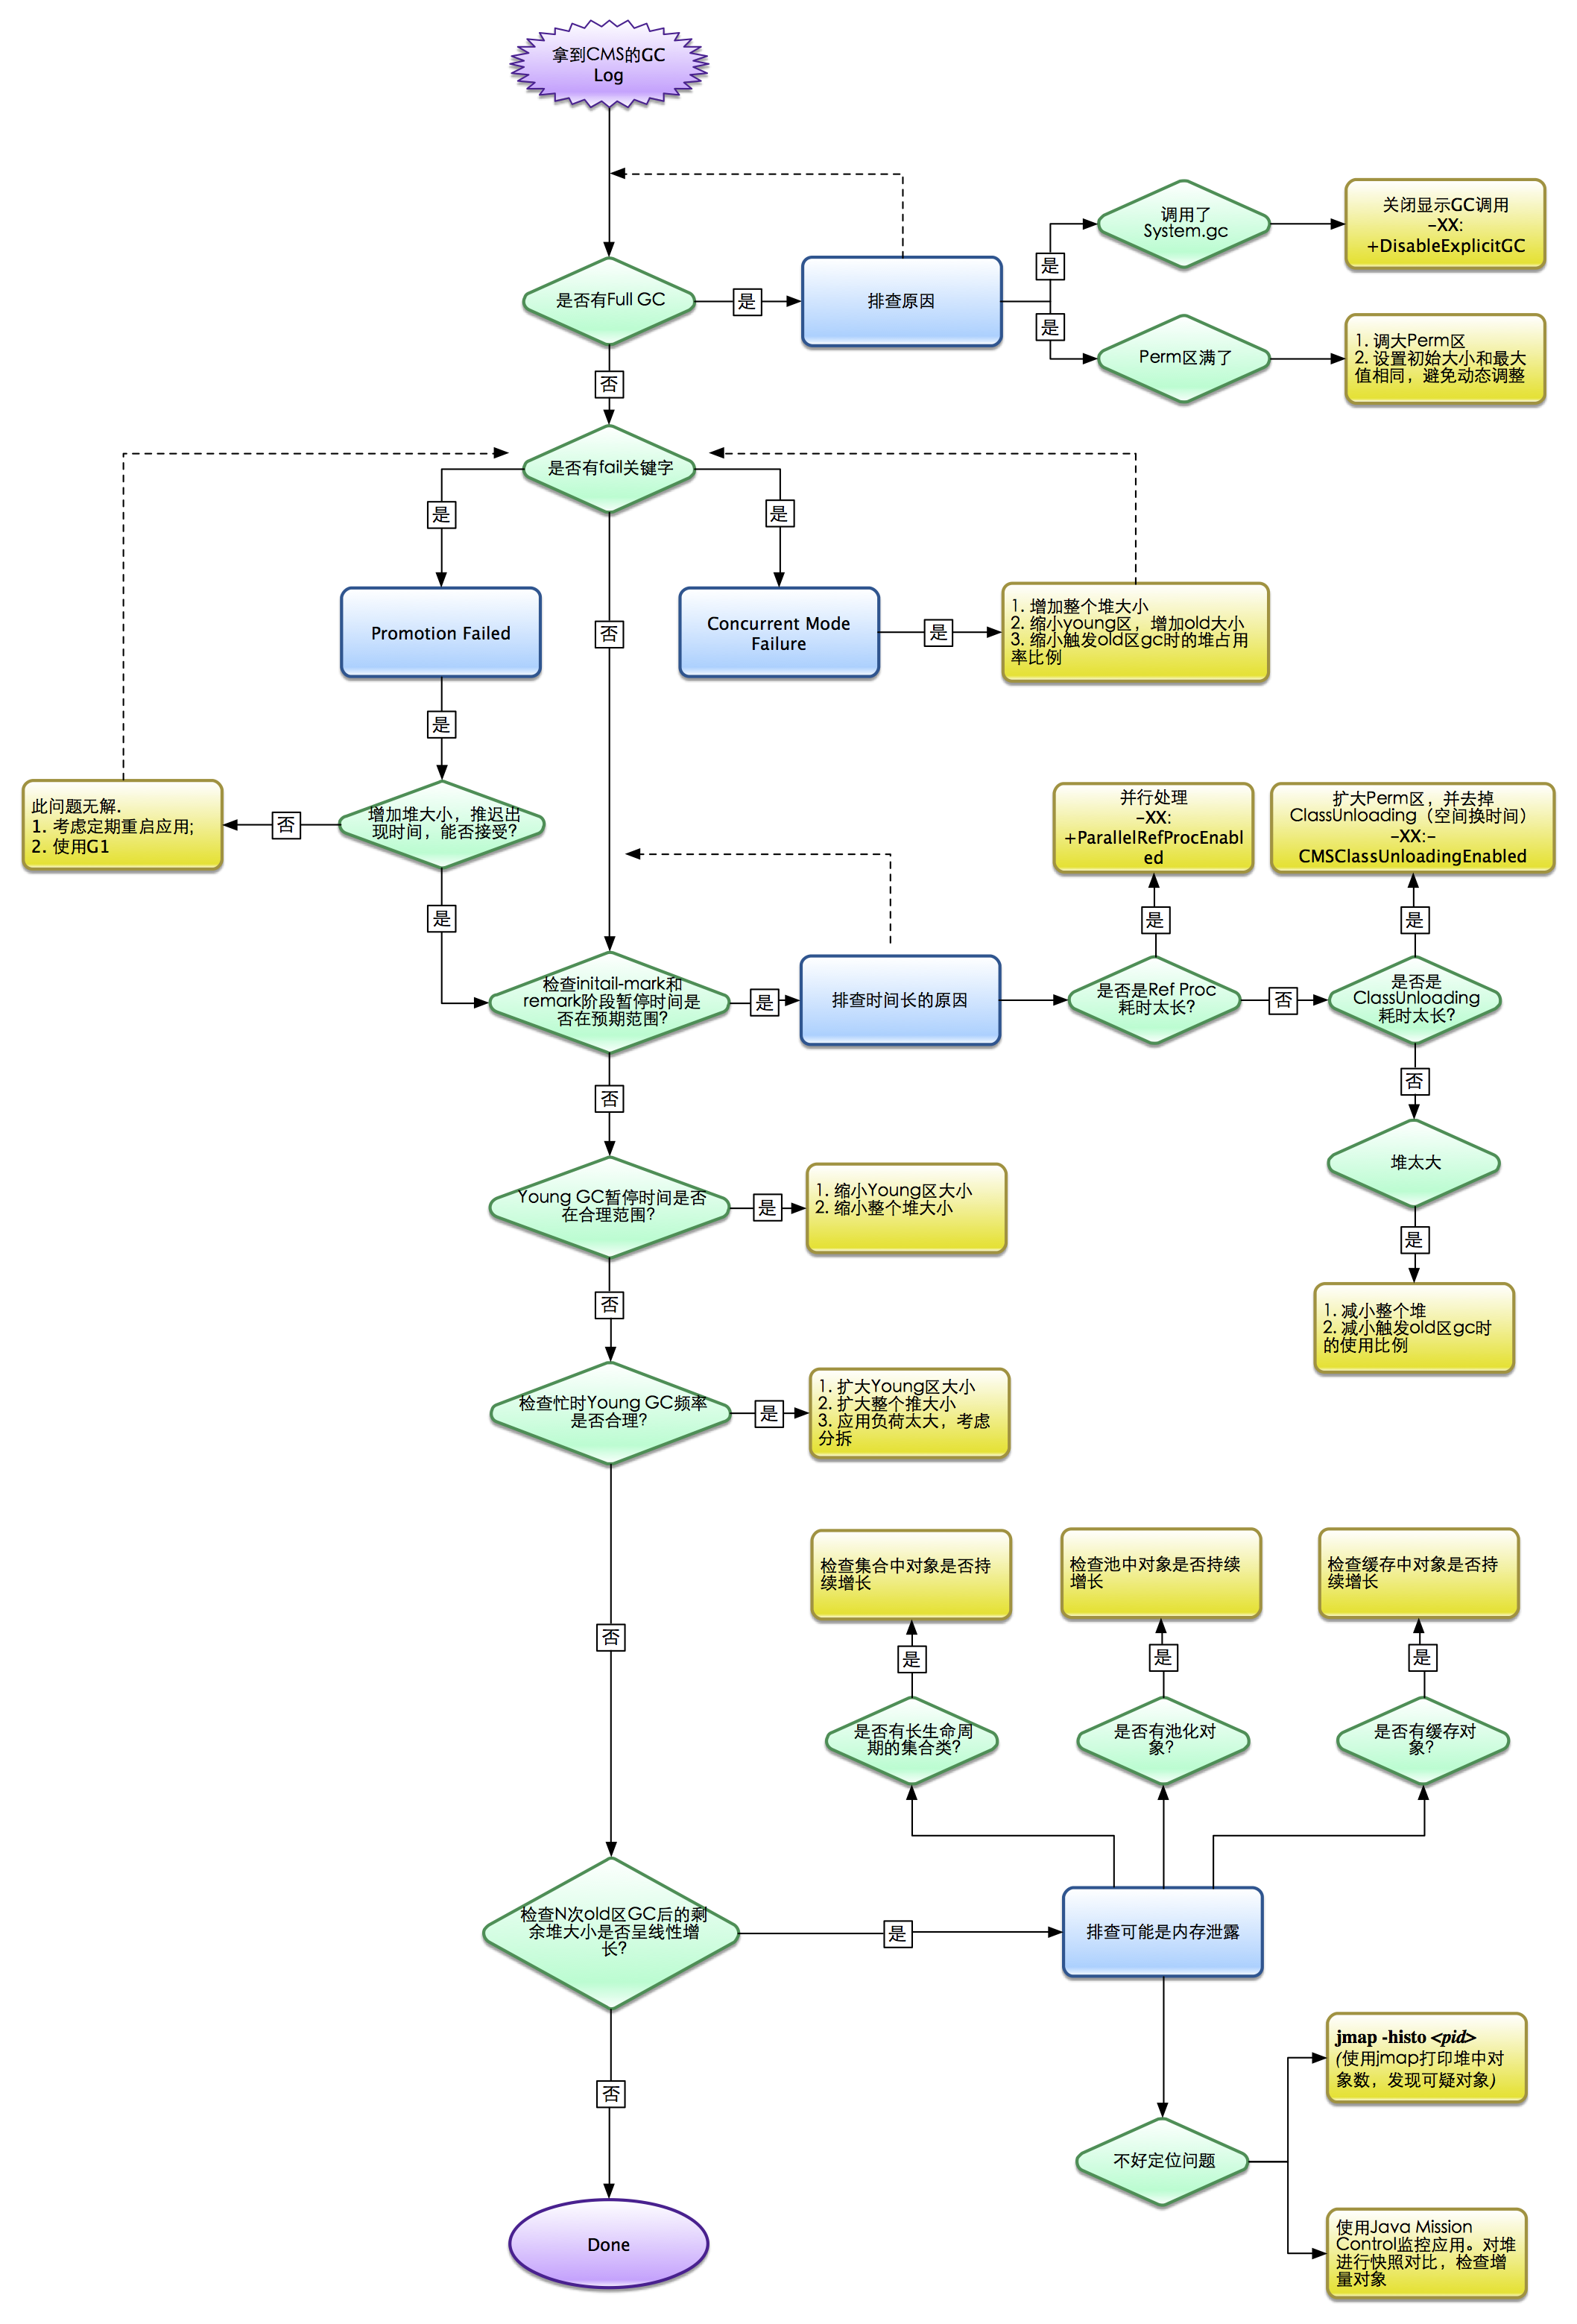 拿到CMS的GC
Log
是否有Full GC
是
排查原因
是
调用了
System.gc
关闭显示GC调用
-XX:
+DisableExplicitGC
是
Perm区满了
1. 调大Perm区
2. 设置初始大小和最大
值相同，避免动态调整
否
是否有fail关键字
是
是
Promotion Failed
否
Concurrent Mode
Failure
是
1. 增加整个堆大小
2. 缩小young区，增加old大小
3. 缩小触发old区gc时的堆占用
率比例
是
此问题无解.
1. 考虑定期重启应用;
2. 使用G1
否
增加堆大小，推迟出
现时间，能否接受?
是
并行处理
-XX:
+ParallelRefProcEnabl
ed
扩大Perm区，并去掉
ClassUnloading（空间换时间）
-XX:-
CMSClassUnloadingEnabled
是
是
检查initail-mark和
remark阶段暂停时间是
否在预期范围?
是
排查时间长的原因
是否是Ref Proc
耗时太长?
否
是否是
ClassUnloading
耗时太长?
否
否
堆太大
Young GC暂停时间是否
在合理范围?
是
1. 缩小Young区大小
2. 缩小整个堆大小
是
1. 减小整个堆
2. 减小触发old区gc时
的使用比例
否
检查忙时Young GC频率
是否合理?
是
1. 扩大Young区大小
2. 扩大整个推大小
3. 应用负荷太大，考虑
分拆
否
检查集合中对象是否持
续增长
检查池中对象是否持续
增长
检查缓存中对象是否持
续增长
是
是
是
是否有长生命周
期的集合类?
是否有池化对
象?
是否有缓存对
象?
检查N次old区GC后的剩
余堆大小是否呈线性增
长?
是
排查可能是内存泄露
否
jmap -histo <pid>
(使用jmap打印堆中对
象数，发现可疑对象)
不好定位问题
Done
使用Java Mission
Control监控应用。对堆
进行快照对比，检查增
量对象